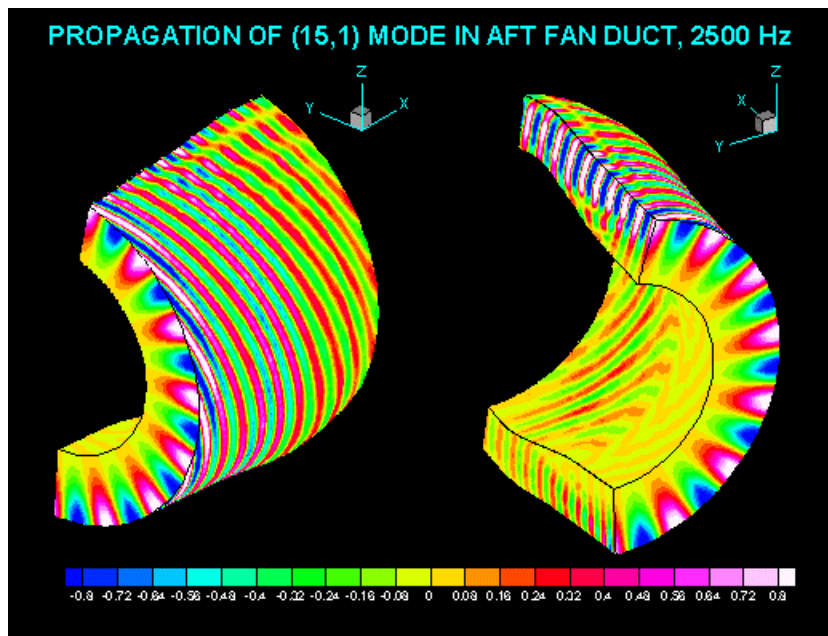 PROPAGATION OF (15,1) MODE IN AFT FAN DUCT, 2500 Hz
Z
Y
X
Z
X
Y
-0.8 -0.72 -0.64 -0.56 -0.48 -0.4 -0.32 -0.24 -0.16 -0.08 0 0.08 0.16 0.24 0.32 0.4 0.48 0.56 0.64 0.72 0.8